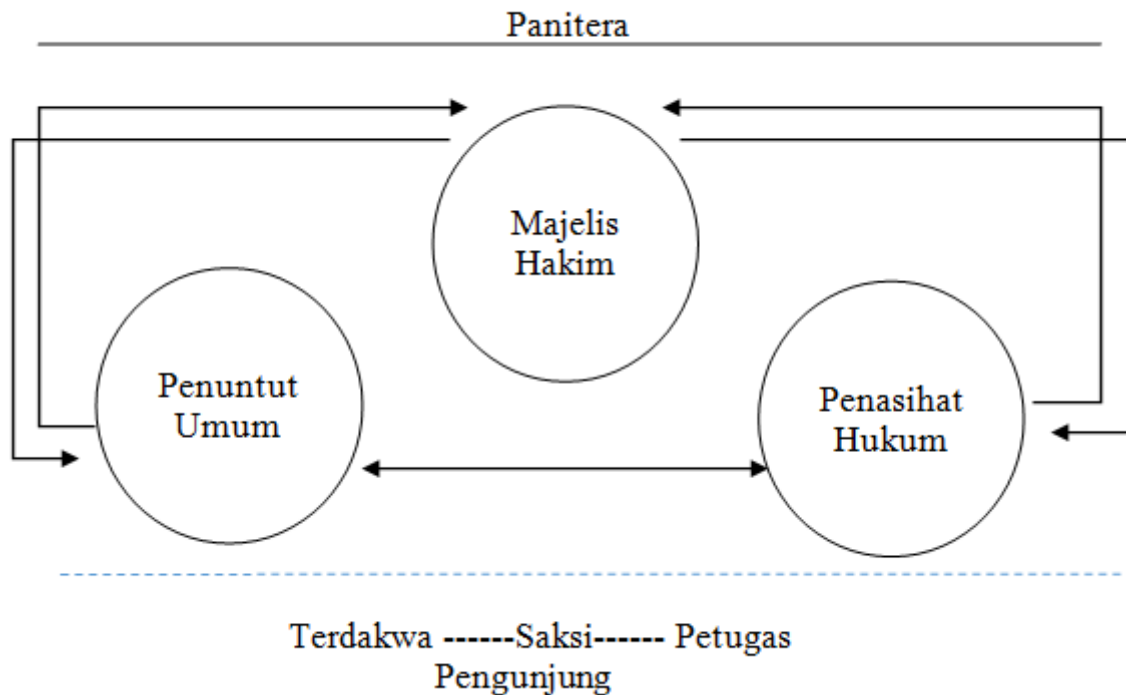 Panitera
Majelis
Hakim
Penuntut
Umum
Penasihat
Hukum
Terdakwa ------Saksi------ Petugas
Pengunjung